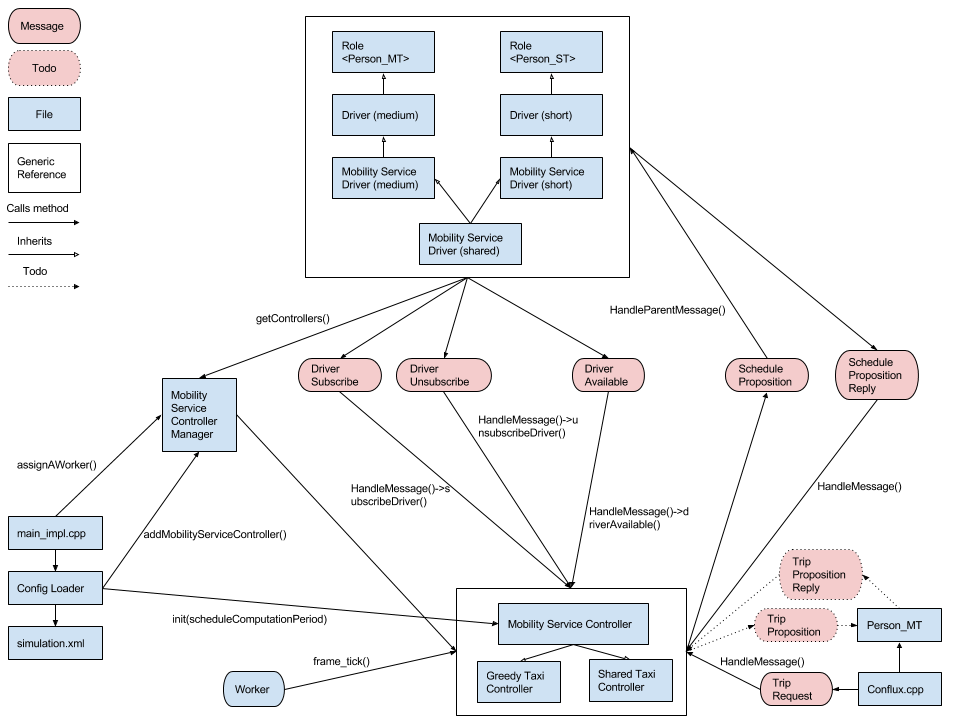 Message
Todo
File
Generic
Reference
Calls method
Inherits
Todo
Role
<Person_MT>
Role
<Person_ST>
Driver (medium)
Driver (short)
Mobility Service
Driver (medium)
Mobility Service
Driver (short)
Mobility Service
Driver (shared)
getControllers()
HandleParentMessage()
Driver
Subscribe
Driver
Unsubscribe
Driver
Available
Schedule
Proposition
Schedule
Proposition
Reply
Mobility
Service
Controller
Manager
HandleMessage()->u
nsubscribeDriver()
assignAWorker()
HandleMessage()->s
ubscribeDriver()
HandleMessage()
HandleMessage()->d
riverAvailable()
main_impl.cpp
addMobilityServiceController()
Config Loader
simulation.xml
init(scheduleComputationPeriod)
Trip
Proposition
Reply
Trip
Proposition
Person_MT
Mobility Service Controller
Greedy Taxi
Controller
Shared Taxi
Controller
frame_tick()
Worker
HandleMessage()
Trip
Request
Conflux.cpp